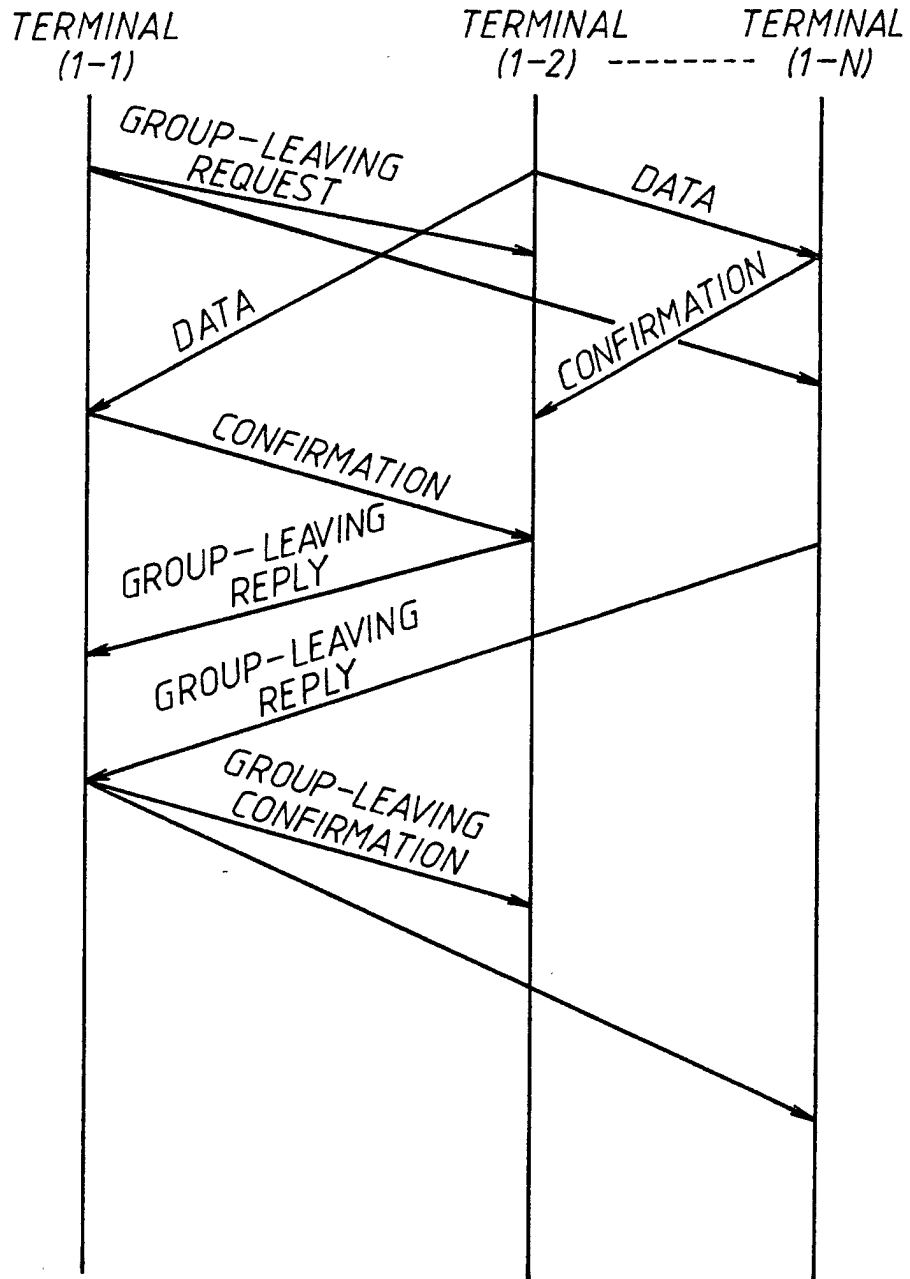 TERMINAL
(1-1)
TERMINAL
(1-2)
TERMINAL
(1-N)
GROUP-LEAVING
REQUEST
DATA
DATA
CONFIRMATION
CONFIRMATION
GROUP-LEAVING
REPLY
GROUP-LEAVING
REPLY
GROUP-LEAVING
CONFIRMATION